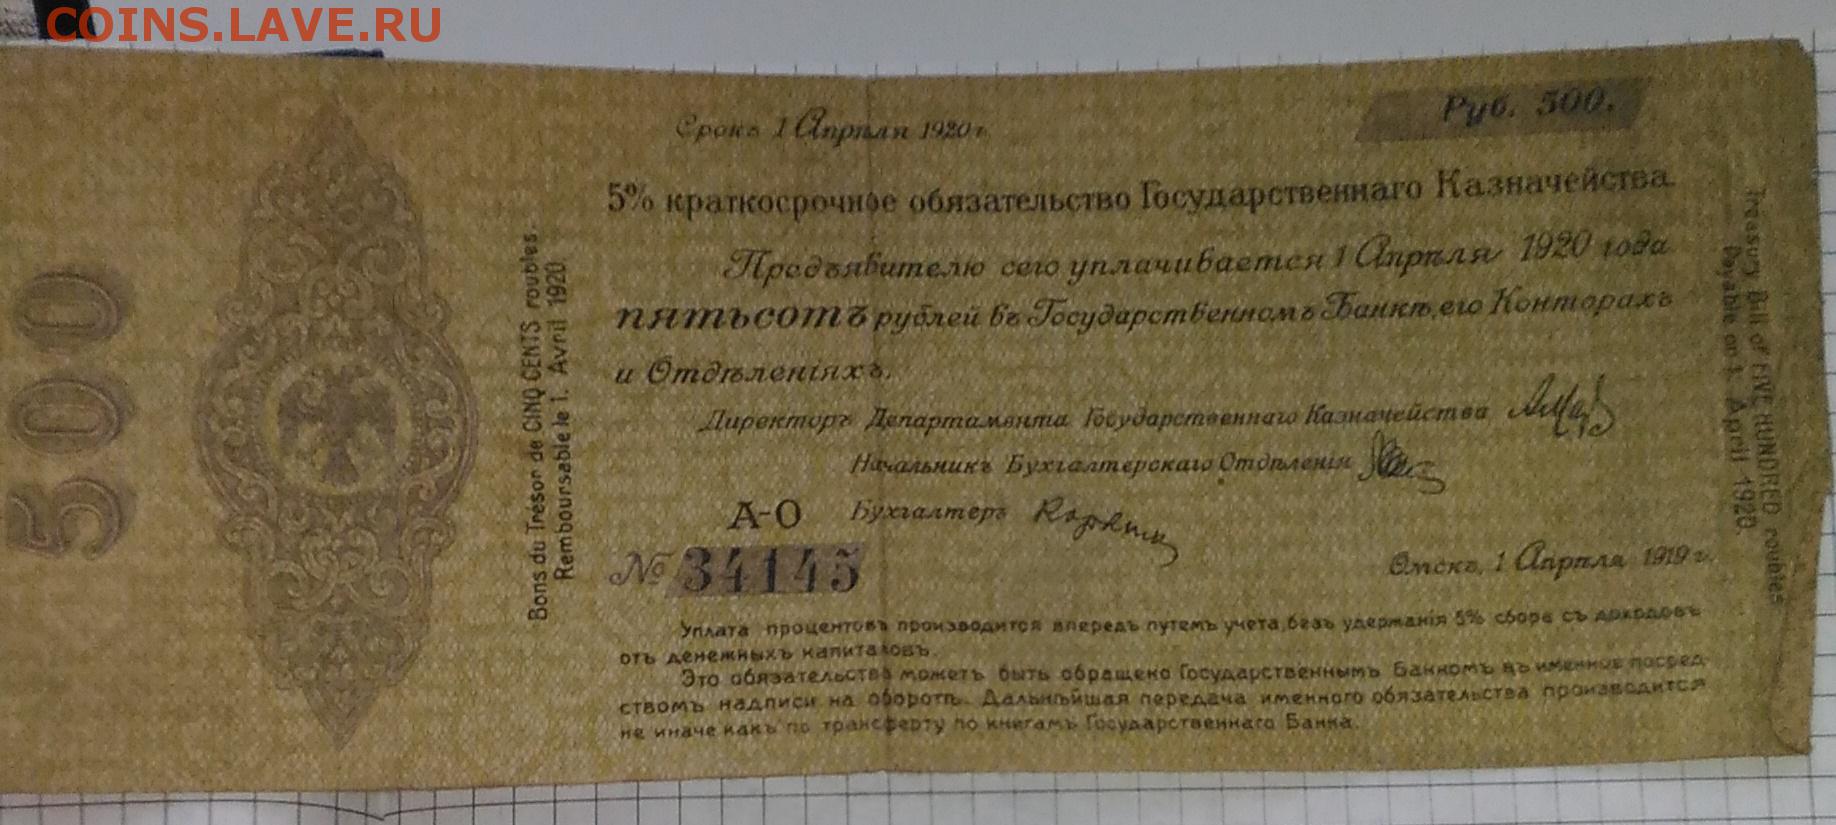 COINS.LAVE.RU
500
Bons du Trésor de CINQ CENTS roubles.
Remboursable le 1. Avril 1920.
Срокъ 1 Апрѣля 1920 г.
Руб. 500.
5% краткосрочное обязательство Государственнаго Казначейства.
Предъявителю сего уплачивается 1 Апрѣля 1920 года
пятьсотъ рублей въ Государственномъ Банкѣ, его Конторахъ
и Отдѣленіяхъ.
Директоръ Департамента Государственнаго Казначейства
Начальникъ Бухгалтерскаго Отдѣленія
А-О Бухгалтеръ
№ 34145
Омскъ, 1 Апрѣля 1919 г.
Уплата процентовъ производится впередъ путемъ учета, безъ удержанія 5% сбора съ доходовъ
отъ денежныхъ капиталовъ.
Это обязательство можетъ быть обращено Государственнымъ Банкомъ въ именное посред-
ствомъ надписи на оборотѣ. Дальнѣйшая передача именного обязательства производится
не иначе какъ по трансферту по книгамъ Государственнаго Банка.
Treasury Bill of FIVE HUNDRED roubles
Payable on 1. April 1920.